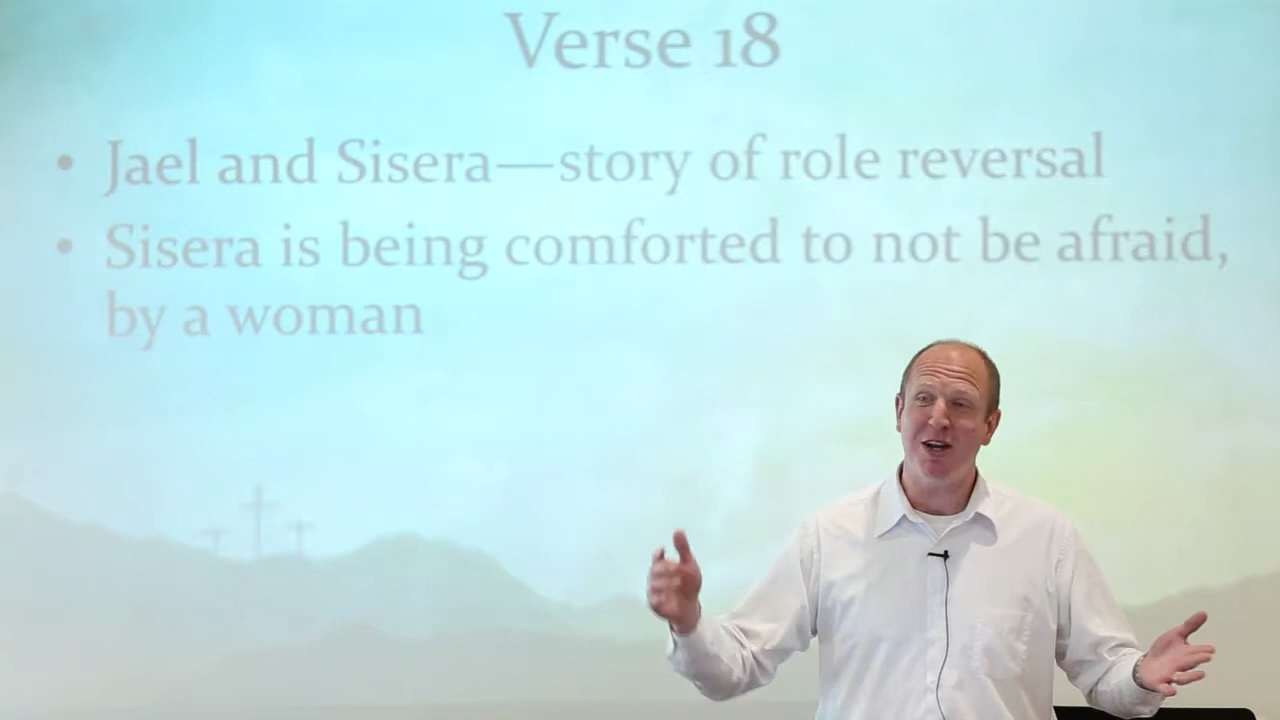 Verse 18
• Jael and Sisera—story of role reversal
• Sisera is being comforted to not be afraid,
by a woman